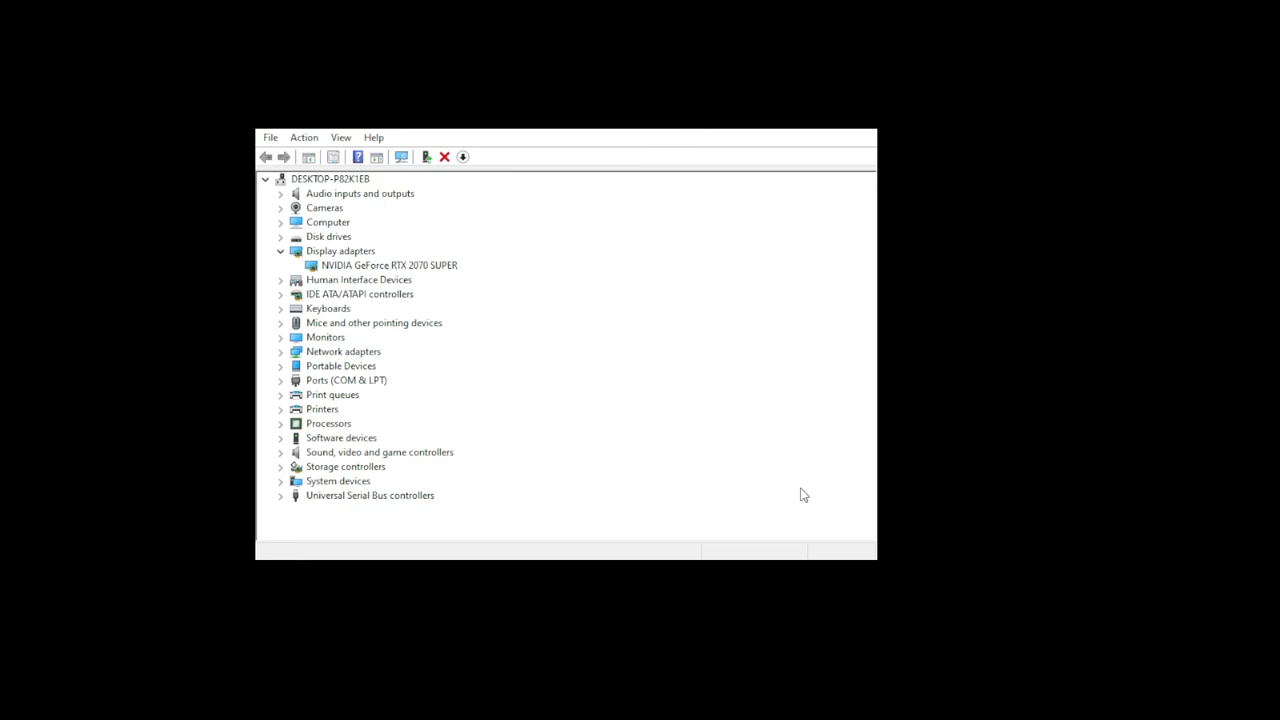 File Action View Help
DESKTOP-P82K1EB
Audio inputs and outputs
Cameras
Computer
Disk drives
Display adapters
NVIDIA GeForce RTX 2070 SUPER
Human Interface Devices
IDE ATA/ATAPI controllers
Keyboards
Mice and other pointing devices
Monitors
Network adapters
Portable Devices
Ports (COM & LPT)
Print queues
Printers
Processors
Software devices
Sound, video and game controllers
Storage controllers
System devices
Universal Serial Bus controllers